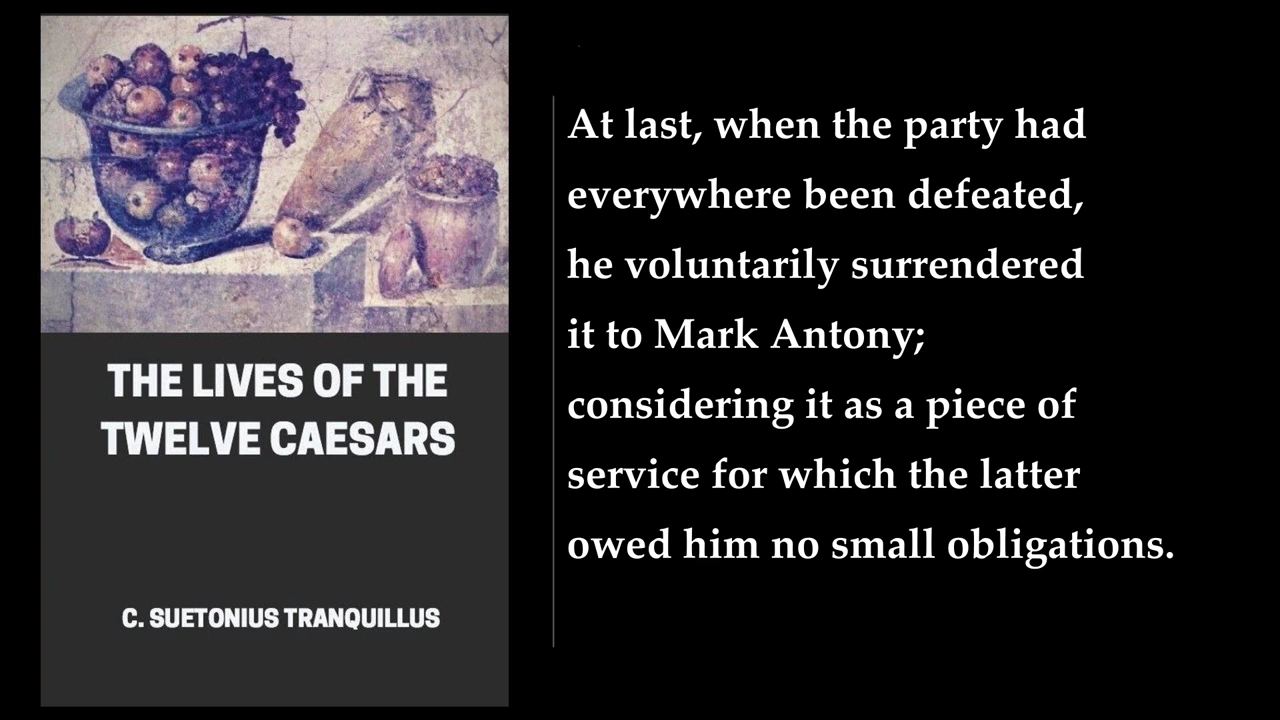 THE LIVES OF THE
TWELVE CAESARS
C. SUETONIUS TRANQUILLUS
At last, when the party had
everywhere been defeated,
he voluntarily surrendered
it to Mark Antony;
considering it as a piece of
service for which the latter
owed him no small obligations.